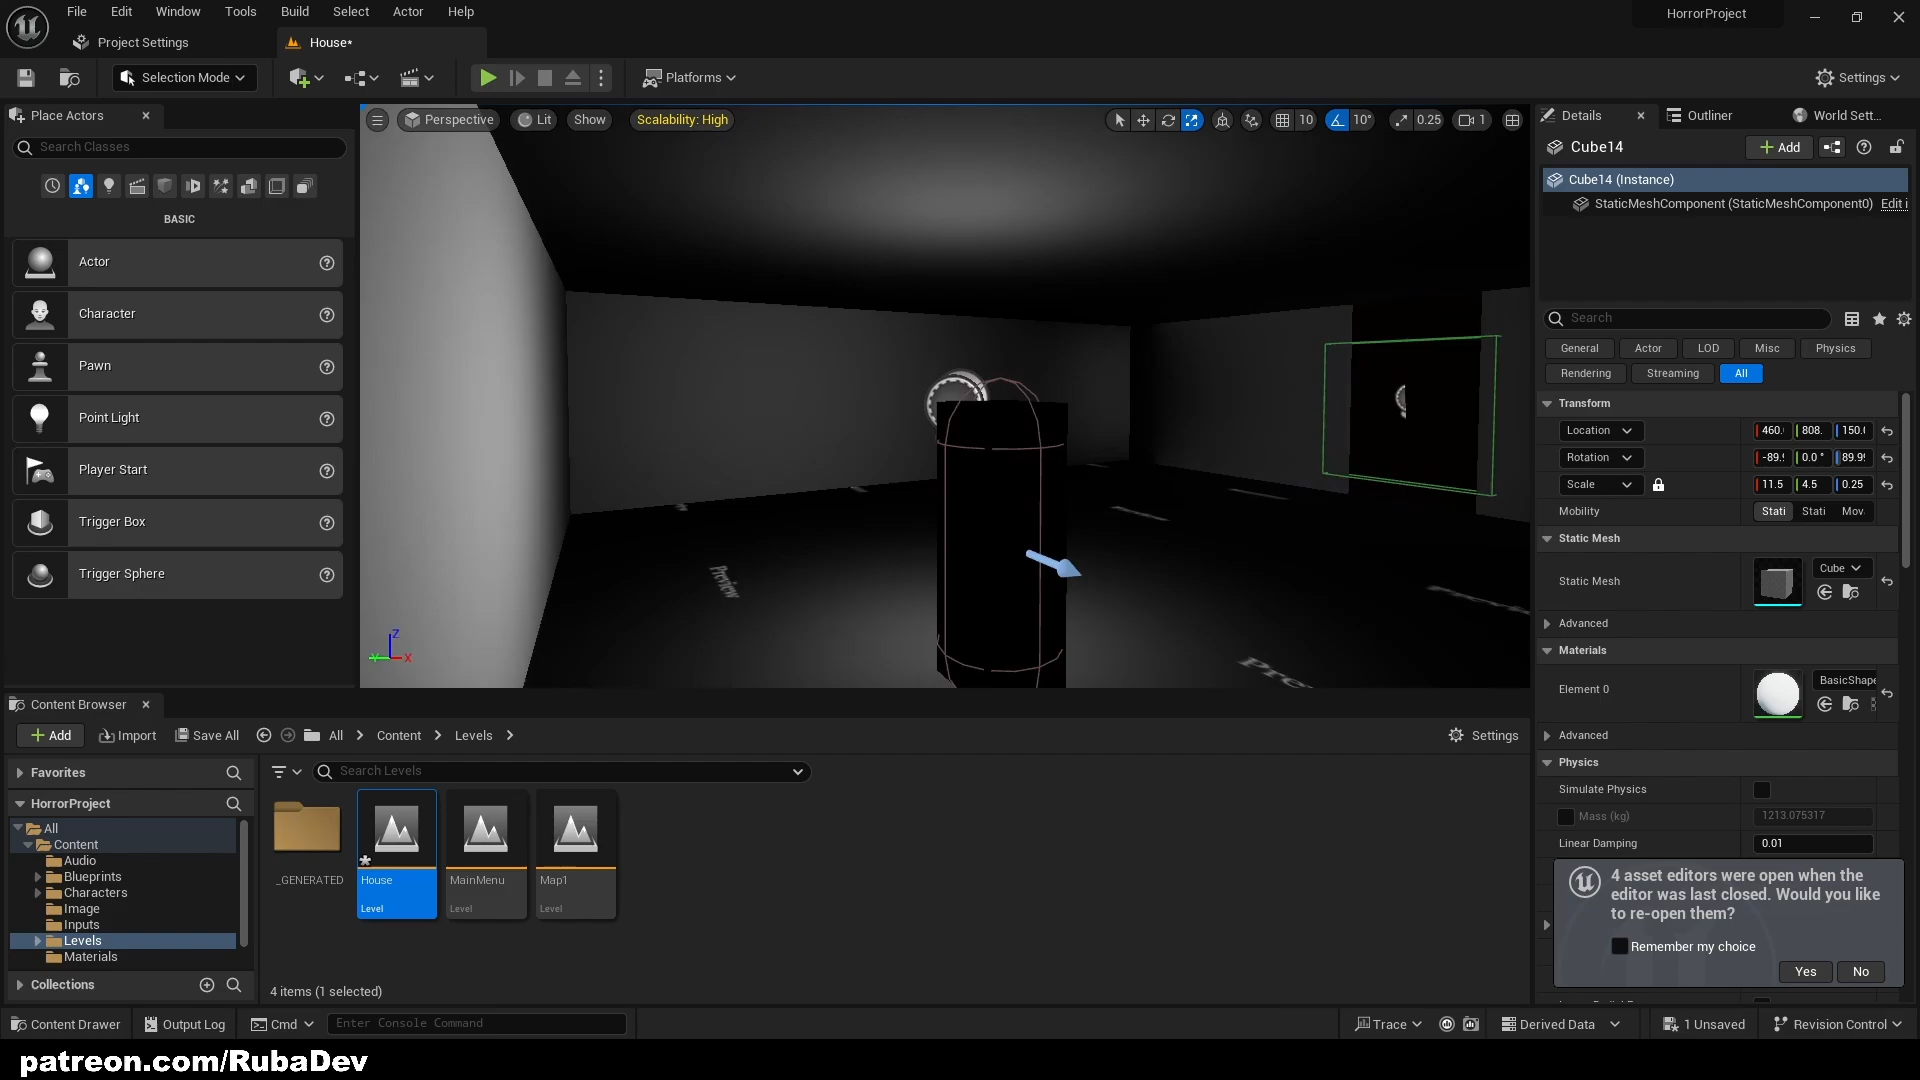 File Edit Window Tools Build Select Actor Help
HorrorProject
Project Settings
House*
Selection Mode
Platforms
Settings
Place Actors
Search Classes
BASIC
Actor
Character
Pawn
Point Light
Player Start
Trigger Box
Trigger Sphere
Perspective
Lit
Show
Scalability: High
10
10°
0.25
1
Preview
Z
X
Details
Outliner
World Sett...
Cube14
Add
Cube14 (Instance)
StaticMeshComponent (StaticMeshComponent0) Edit i
Search
General Actor LOD Misc Physics
Rendering Streaming All
Transform
Location 460. 808. 150.
Rotation -89. 0.0 ° 89.9
Scale 11.5 4.5 0.25
Mobility Stati Stati Mov
Static Mesh
Static Mesh
Cube
Advanced
Materials
Element 0
BasicShape
Advanced
Physics
Simulate Physics
Mass (kg) 1213.075317
Linear Damping 0.01
4 asset editors were open when the
editor was last closed. Would you like
to re-open them?
Remember my choice
Yes No
Content Browser
Add Import Save All All Content Levels
Settings
Favorites
HorrorProject
All
Content
Audio
Blueprints
Characters
Image
Inputs
Levels
Materials
Collections
Search Levels
_GENERATED
House
Level
MainMenu
Level
Map1
Level
4 items (1 selected)
Content Drawer Output Log Cmd Enter Console Command
Trace Derived Data 1 Unsaved Revision Control
patreon.com/RubaDev